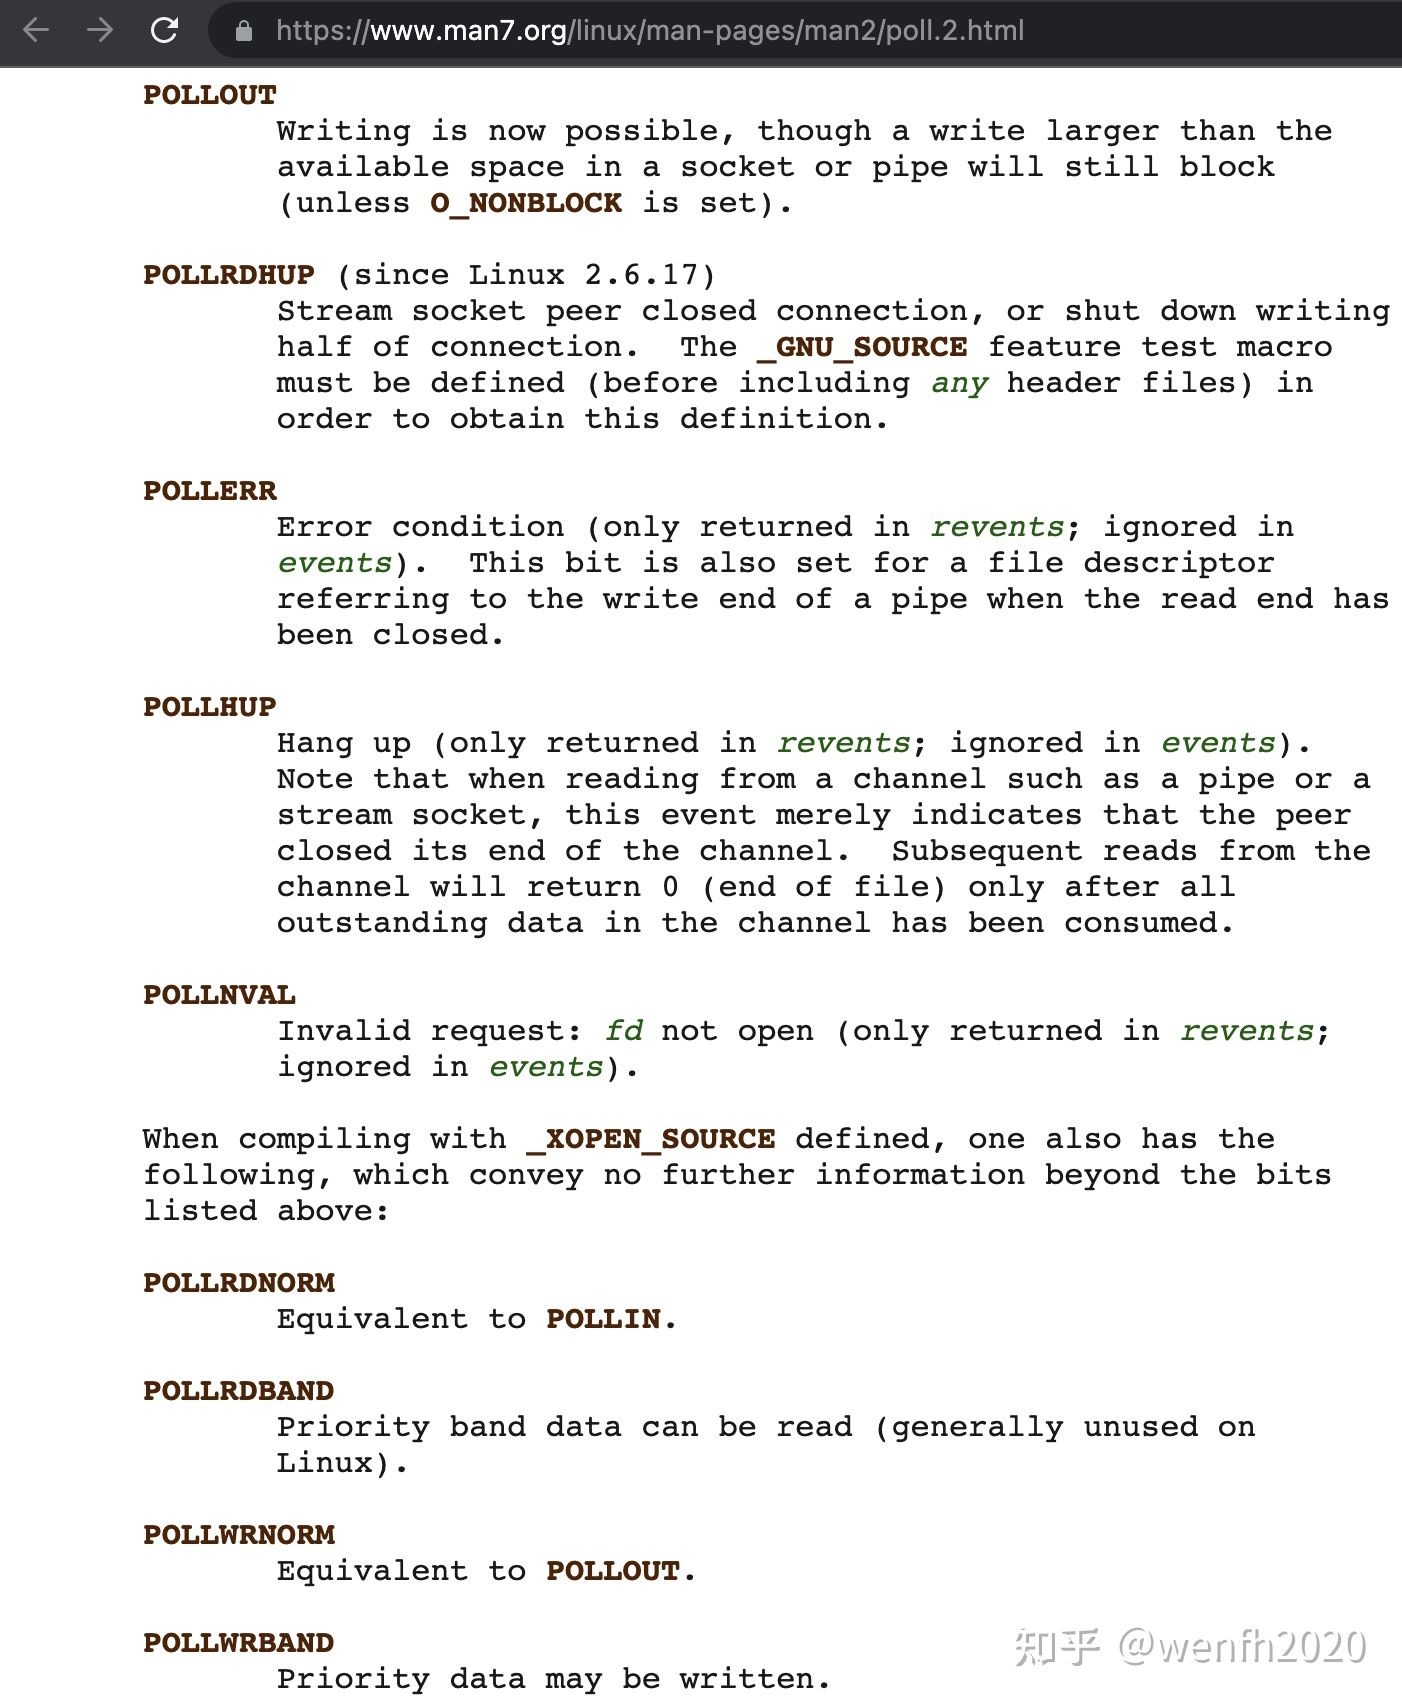 https://www.man7.org/linux/man-pages/man2/poll.2.html
POLLOUT
Writing is now possible, though a write larger than the
available space in a socket or pipe will still block
(unless O_NONBLOCK is set).
POLLRDHUP (since Linux 2.6.17)
Stream socket peer closed connection, or shut down writing
half of connection.  The _GNU_SOURCE feature test macro
must be defined (before including any header files) in
order to obtain this definition.
POLLERR
Error condition (only returned in revents; ignored in
events).  This bit is also set for a file descriptor
referring to the write end of a pipe when the read end has
been closed.
POLLHUP
Hang up (only returned in revents; ignored in events).
Note that when reading from a channel such as a pipe or a
stream socket, this event merely indicates that the peer
closed its end of the channel.  Subsequent reads from the
channel will return 0 (end of file) only after all
outstanding data in the channel has been consumed.
POLLNVAL
Invalid request: fd not open (only returned in revents;
ignored in events).
When compiling with _XOPEN_SOURCE defined, one also has the
following, which convey no further information beyond the bits
listed above:
POLLRDNORM
Equivalent to POLLIN.
POLLRDBAND
Priority band data can be read (generally unused on
Linux).
POLLWRNORM
Equivalent to POLLOUT.
POLLWRBAND
Priority data may be written.
知乎 @wenfh2020